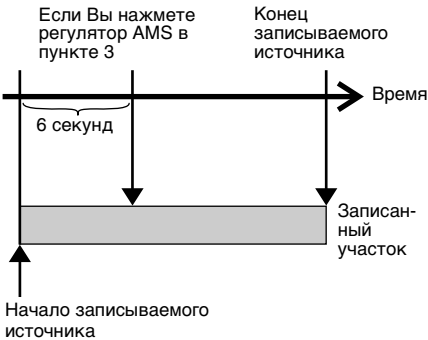 Если Вы нажмете
регулятор AMS в
пункте 3
Конец
записываемого
источника
Время
6 секунд
Записан-
ный
участок
Начало записываемого
источника